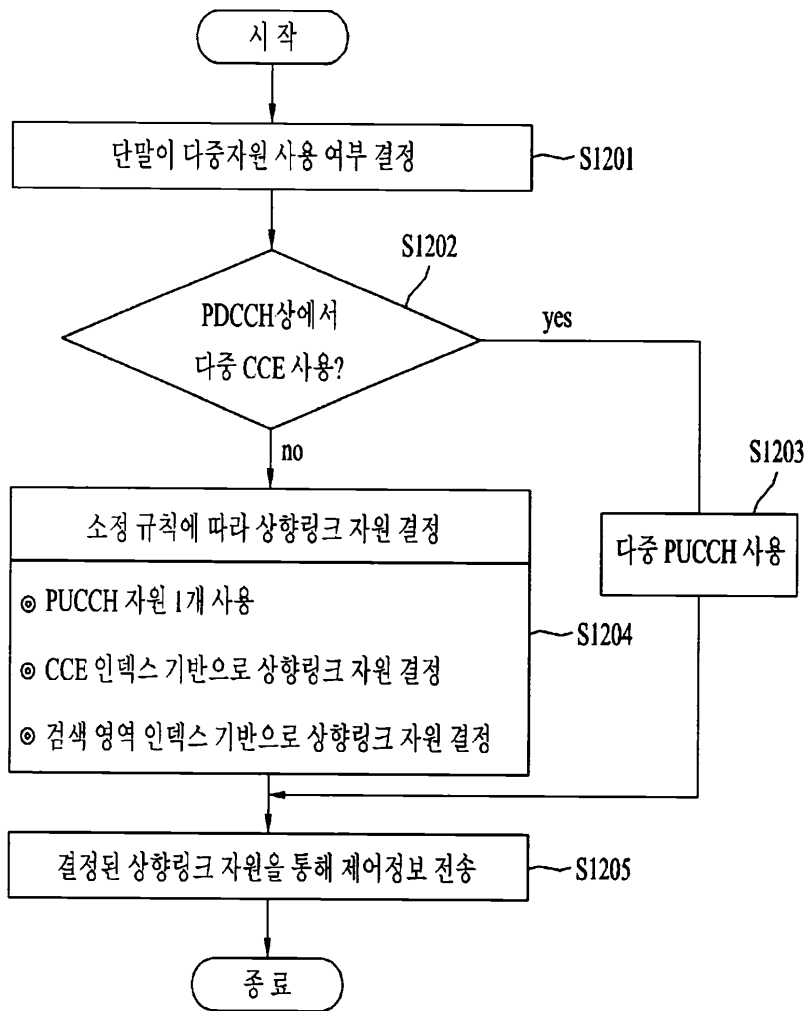 시 작
단말이 다중자원 사용 여부 결정
S1201
S1202
PDCCH상에서
다중 CCE 사용?
yes
no
S1203
다중 PUCCH 사용
소정 규칙에 따라 상향링크 자원 결정
◎ PUCCH 자원 1개 사용
◎ CCE 인덱스 기반으로 상향링크 자원 결정
◎ 검색 영역 인덱스 기반으로 상향링크 자원 결정
S1204
결정된 상향링크 자원을 통해 제어정보 전송
S1205
종 료